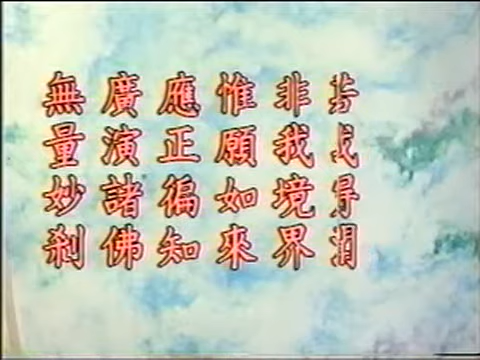 非我境界
惟願如來
應正徧知
廣演諸佛
無量妙剎